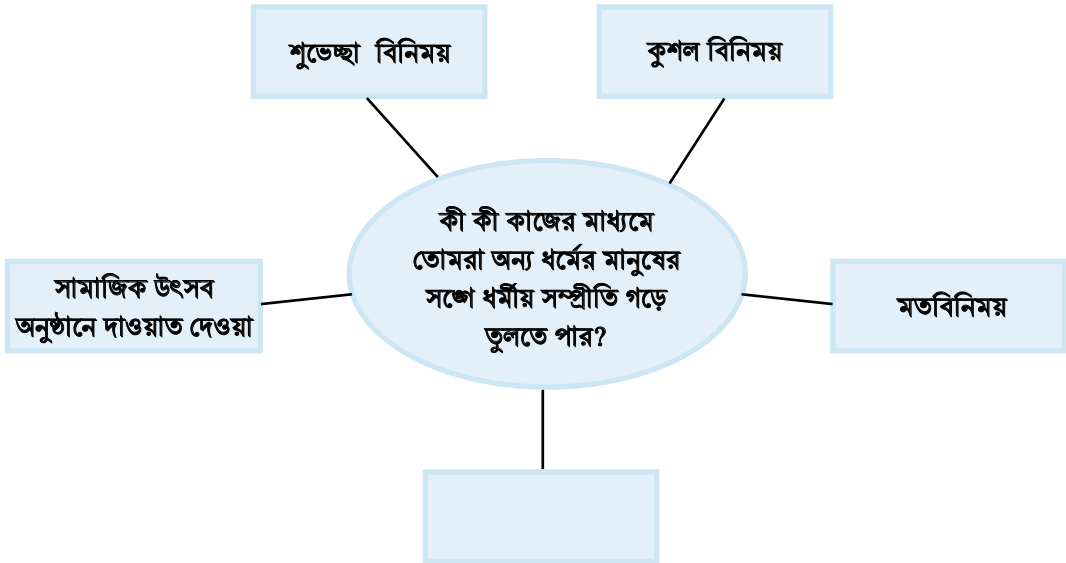 শুভেচ্ছা বিনিময়
কুশল বিনিময়
কী কী কাজের মাধ্যমে
তোমরা অন্য ধর্মের মানুষের
সঙ্গে ধর্মীয় সম্প্রীতি গড়ে
তুলতে পার?
সামাজিক উৎসব
অনুষ্ঠানে দাওয়াত দেওয়া
মতবিনিময়